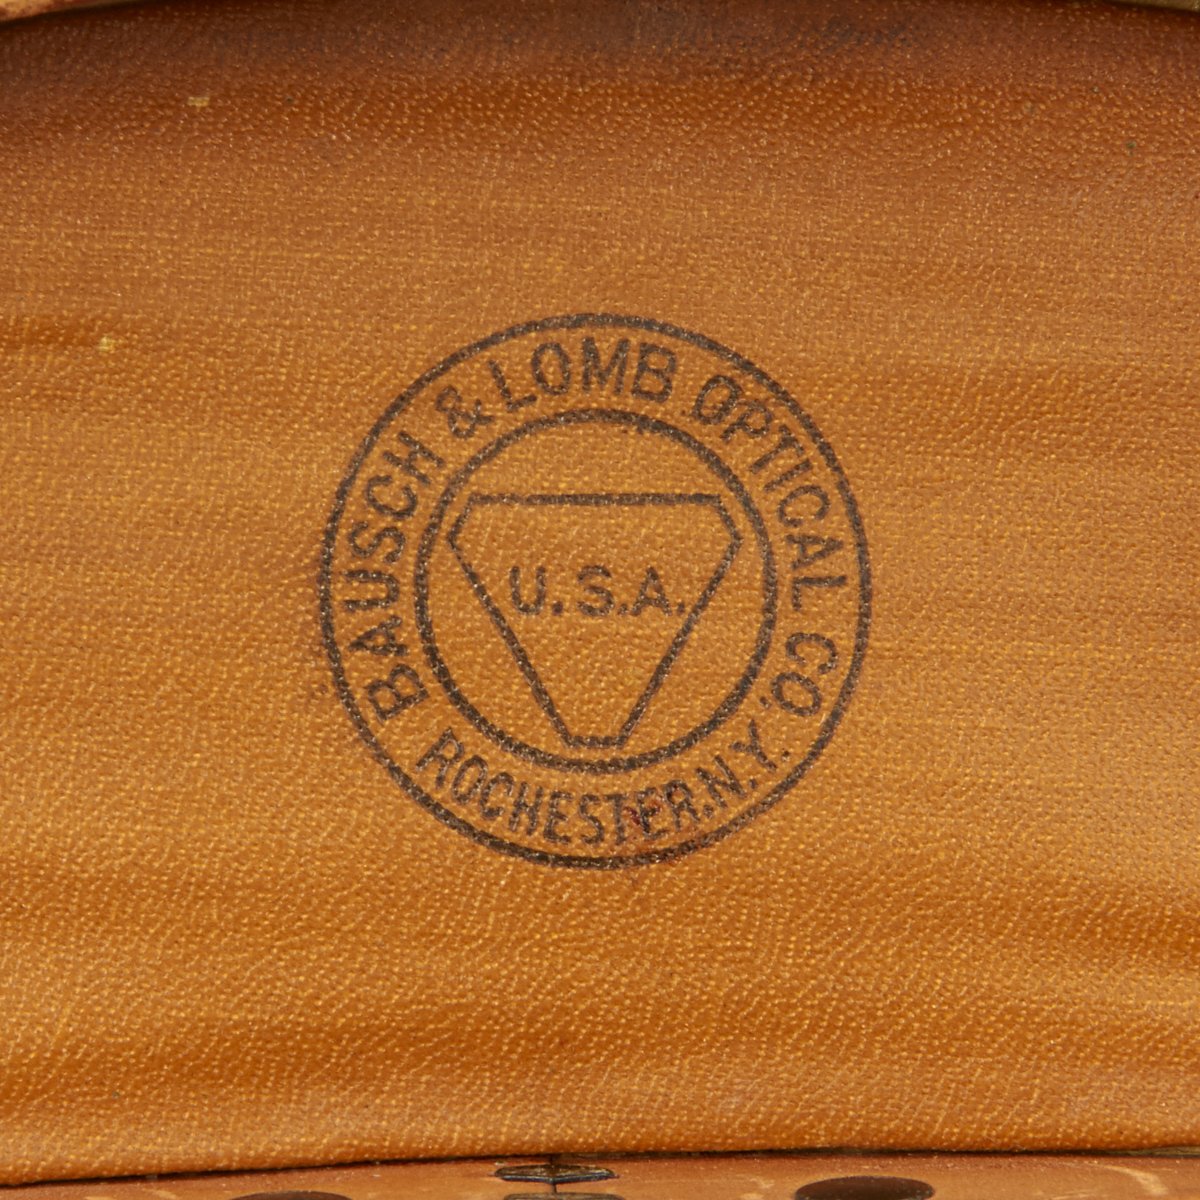 BAUSCH & LOMB OPTICAL CO.
ROCHESTER.N.Y.
U.S.A.